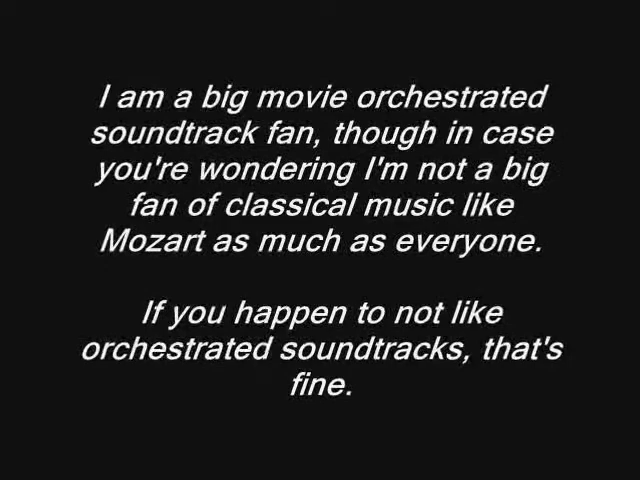 I am a big movie orchestrated
soundtrack fan, though in case
you're wondering I'm not a big
fan of classical music like
Mozart as much as everyone.
If you happen to not like
orchestrated soundtracks, that's
fine.